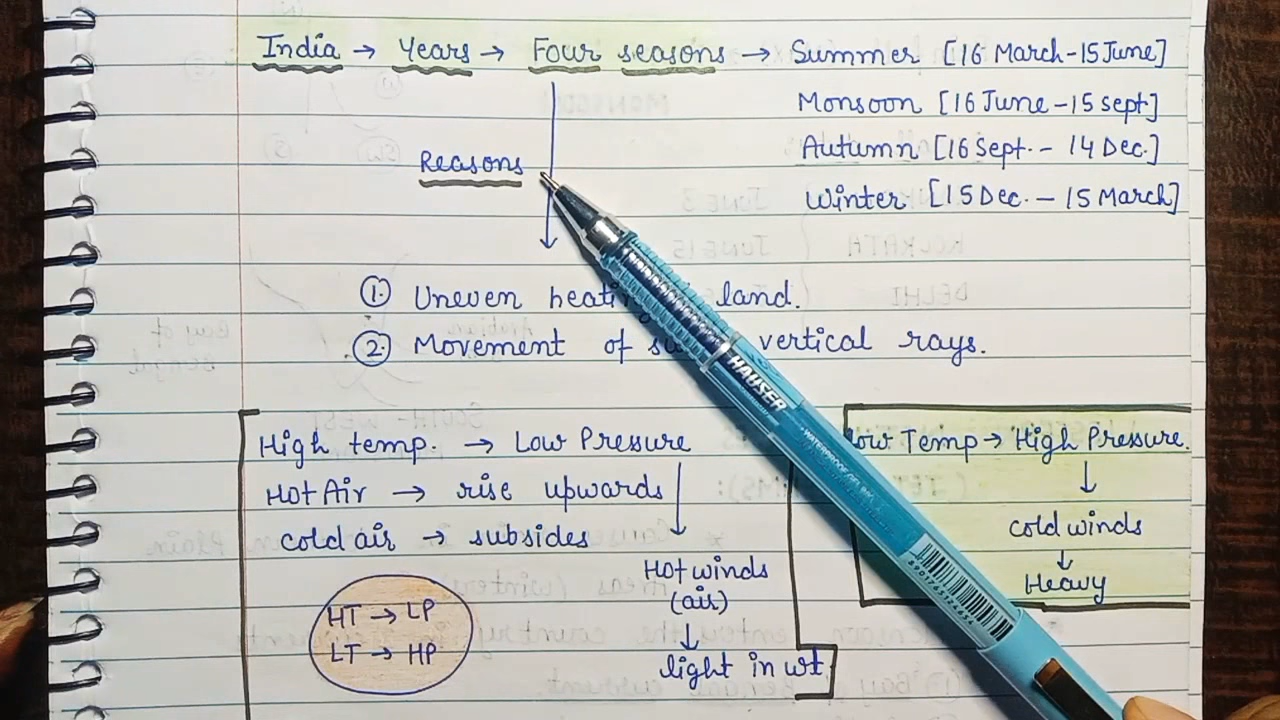 India → Years → Four seasons → Summer [16 March-15 June]
Monsoon [16 June-15 Sept]
Autumn [16 Sept. - 14 Dec.]
Winter [15 Dec. - 15 March]
Reasons
① Uneven land.
② Movement of vertical rays.
High temp. → Low Pressure
Hot Air → rise upwards
cold air → subsides
Hot winds
(air)
light in wt
HT → LP
LT → HP
Low Temp → High Pressure.
cold winds
Heavy
HAUSER